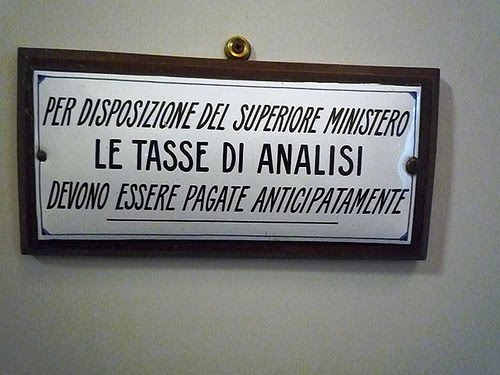 PER DISPOSIZIONE DEL SUPERIORE MINISTERO
LE TASSE DI ANALISI
DEVONO ESSERE PAGATE ANTICIPATAMENTE